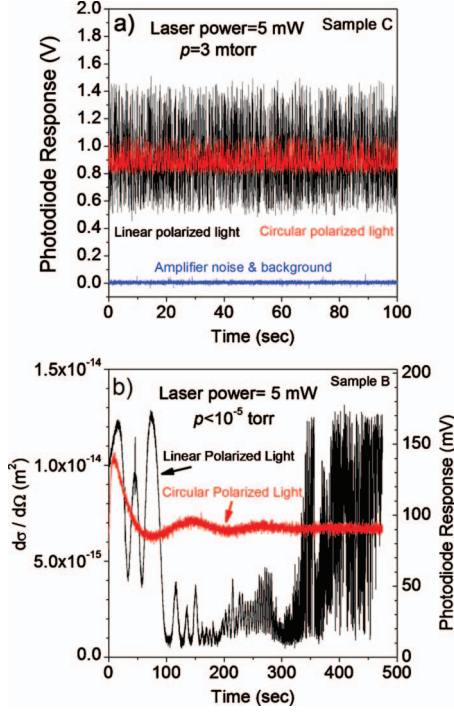 a)
Laser power=5 mW
Sample C
p=3 mtorr
Photodiode Response (V)
2.0
1.8
1.6
1.4
1.2
1.0
0.8
0.6
0.4
0.2
0.0
Linear polarized light
Circular polarized light
Amplifier noise & background
0 20 40 60 80 100
Time (sec)
b)
Laser power= 5 mW
Sample B
p<10⁻⁵ torr
Linear Polarized Light
Circular Polarized Light
dσ / dΩ (m²)
1.5x10⁻¹⁴
1.0x10⁻¹⁴
5.0x10⁻¹⁵
0.0
Photodiode Response (mV)
200
150
100
50
0
0 100 200 300 400 500
Time (sec)